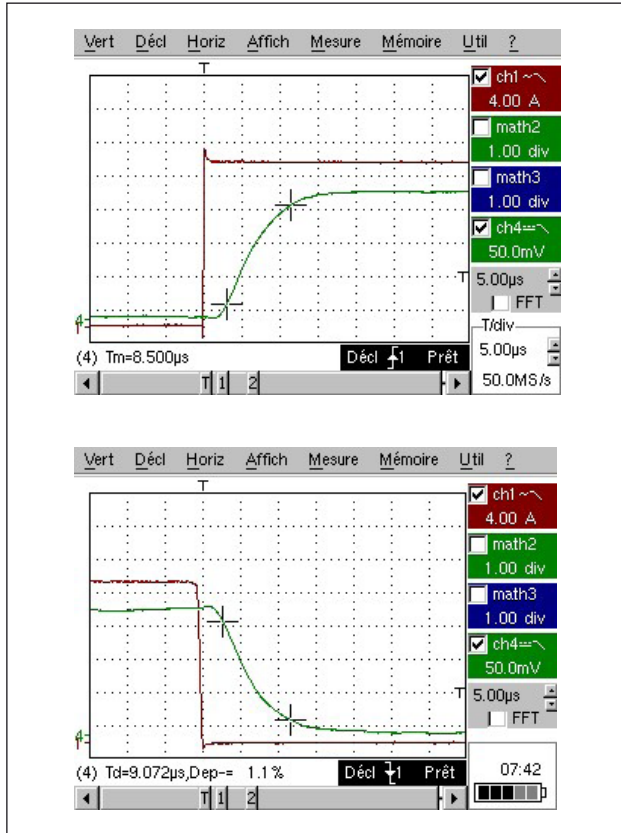 Vert Décl Horiz Affich Mesure Mémoire Util ?
T
ch1
4.00 A
math2
1.00 div
math3
1.00 div
ch4
50.0mV
T
5.00µs
FFT
T/div
5.00µs
50.0MS/s
4
(4) Tm=8.500µs
Décl 1 Prêt
T 1 2
Vert Décl Horiz Affich Mesure Mémoire Util ?
T
ch1
4.00 A
math2
1.00 div
math3
1.00 div
ch4
50.0mV
T
5.00µs
FFT
4
(4) Td=9.072µs,Dep-= 1.1%
Décl 1 Prêt
07:42
T 1 2